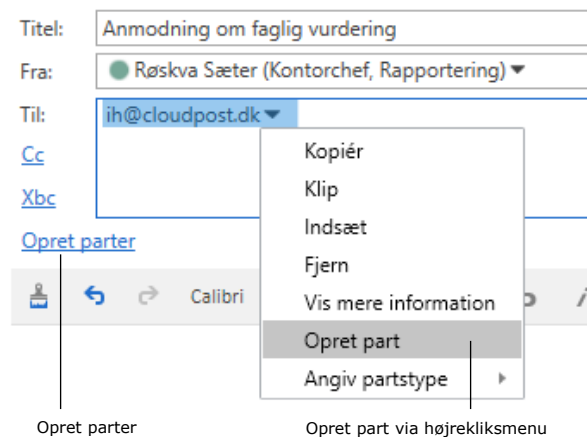 Titel: Anmodning om faglig vurdering
Fra: Røskva Sæter (Kontorchef, Rapportering)
Til: ih@cloudpost.dk
Cc
Xbc
Opret parter
Kopiér
Klip
Indsæt
Fjern
Vis mere information
Opret part
Angiv partstype
Calibri
Opret parter
Opret part via højrekliksmenu